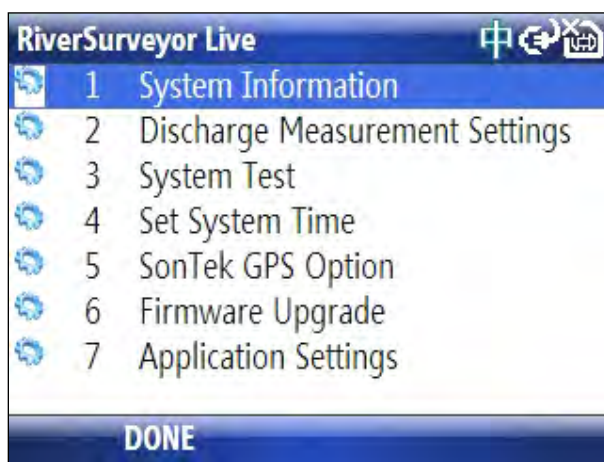 RiverSurveyor Live 中
1 System Information
2 Discharge Measurement Settings
3 System Test
4 Set System Time
5 SonTek GPS Option
6 Firmware Upgrade
7 Application Settings
DONE